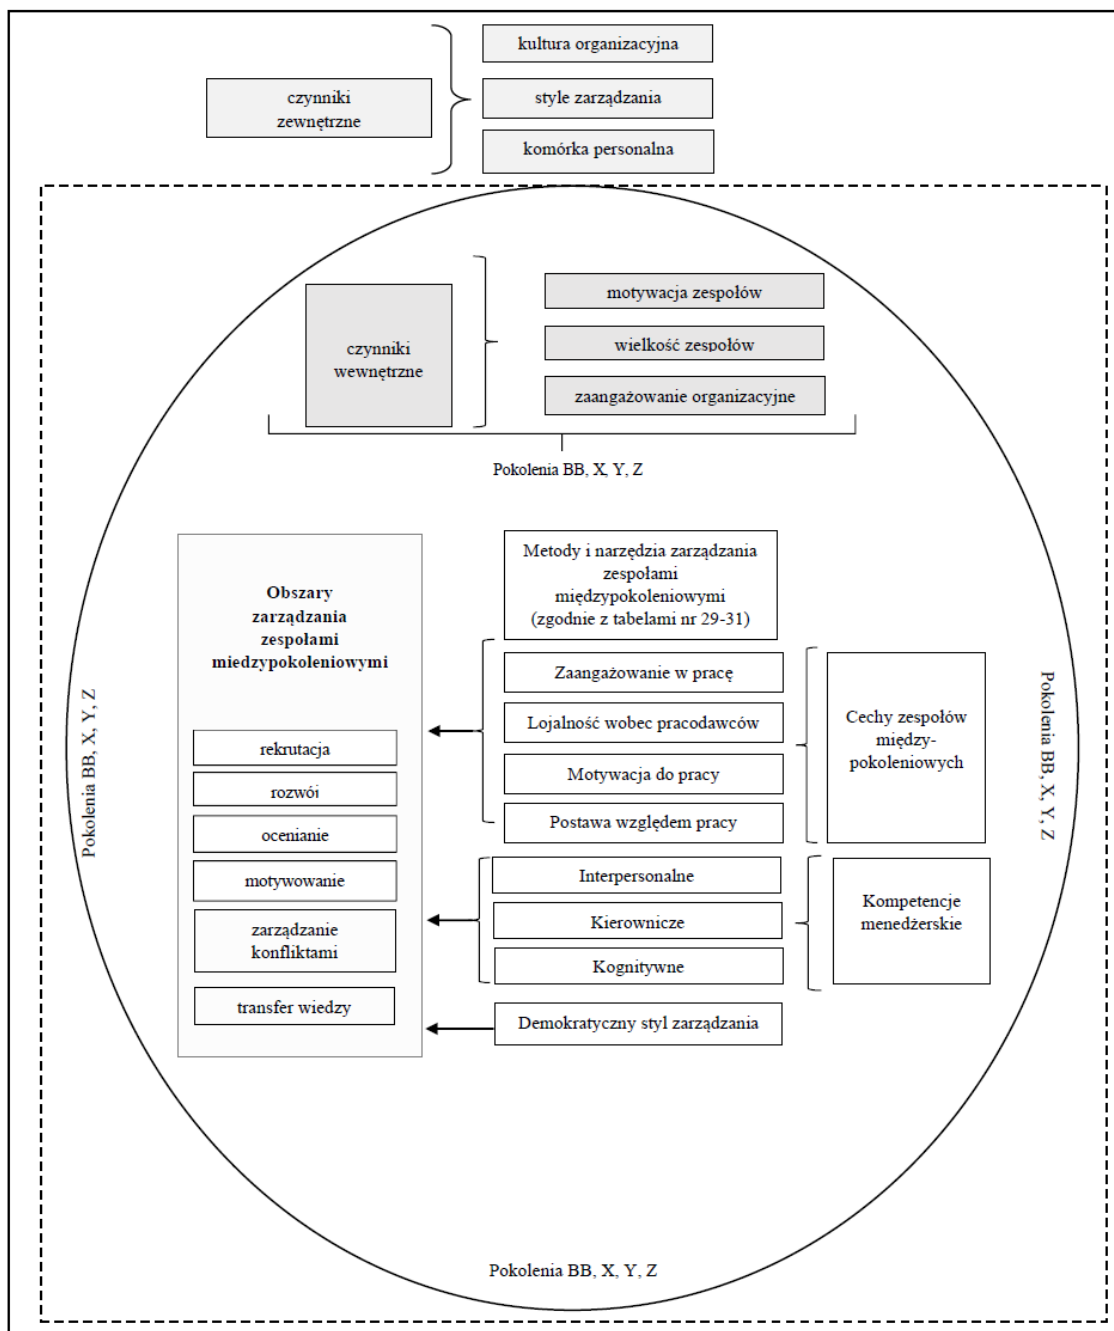 kultura organizacyjna
czynniki
zewnętrzne
style zarządzania
komórka personalna
motywacja zespołów
czynniki
wewnętrzne
wielkość zespołów
zaangażowanie organizacyjne
Pokolenia BB, X, Y, Z
Obszary
zarządzania
zespołami
miedzypokoleniowymi
rekrutacja
rozwój
ocenianie
motywowanie
zarządzanie
konfliktami
transfer wiedzy
Metody i narzędzia zarządzania
zespołami
międzypokoleniowymi
(zgodnie z tabelami nr 29-31)
Zaangażowanie w pracę
Lojalność wobec pracodawców
Motywacja do pracy
Postawa względem pracy
Cechy zespołów
między-
pokoleniowych
Interpersonalne
Kierownicze
Kognitywne
Kompetencje
menedżerskie
Demokratyczny styl zarządzania
Pokolenia BB, X, Y, Z
Pokolenia BB, X, Y, Z
Pokolenia BB, X, Y, Z